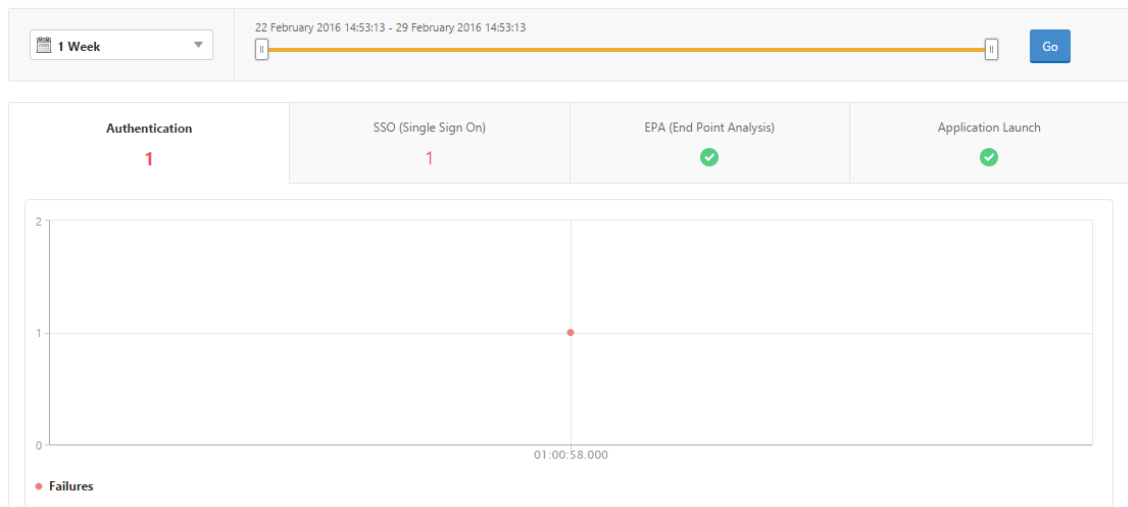 22 February 2016 14:53:13 - 29 February 2016 14:53:13
1 Week
Go
Authentication
1
SSO (Single Sign On)
1
EPA (End Point Analysis)
Application Launch
2
1
0
01:00:58.000
Failures